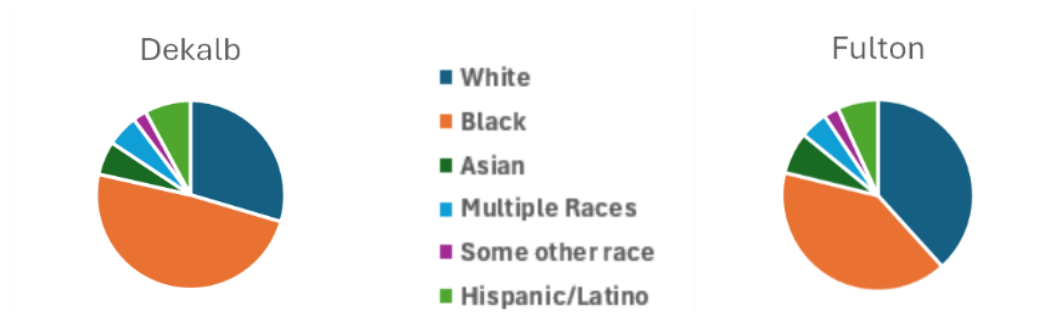 Dekalb
White
Black
Asian
Multiple Races
Some other race
Hispanic/Latino
Fulton